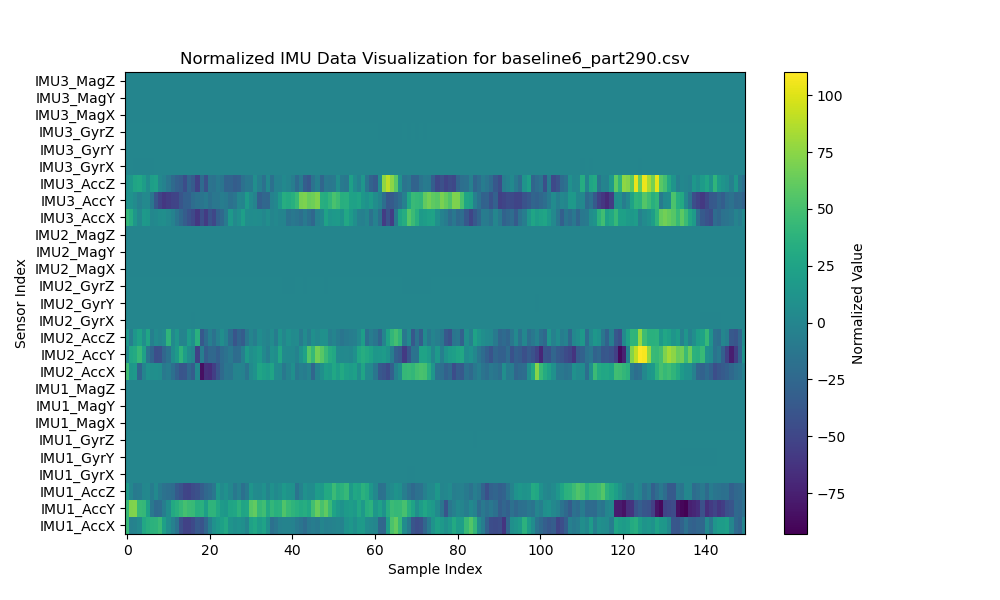 Normalized IMU Data Visualization for baseline6_part290.csv
IMU3_MagZ
IMU3_MagY
IMU3_MagX
IMU3_GyrZ
IMU3_GyrY
IMU3_GyrX
IMU3_AccZ
IMU3_AccY
IMU3_AccX
IMU2_MagZ
IMU2_MagY
IMU2_MagX
IMU2_GyrZ
IMU2_GyrY
IMU2_GyrX
IMU2_AccZ
IMU2_AccY
IMU2_AccX
IMU1_MagZ
IMU1_MagY
IMU1_MagX
IMU1_GyrZ
IMU1_GyrY
IMU1_GyrX
IMU1_AccZ
IMU1_AccY
IMU1_AccX
Sensor Index
0 20 40 60 80 100 120 140
Sample Index
100
75
50
25
0
−25
−50
−75
Normalized Value